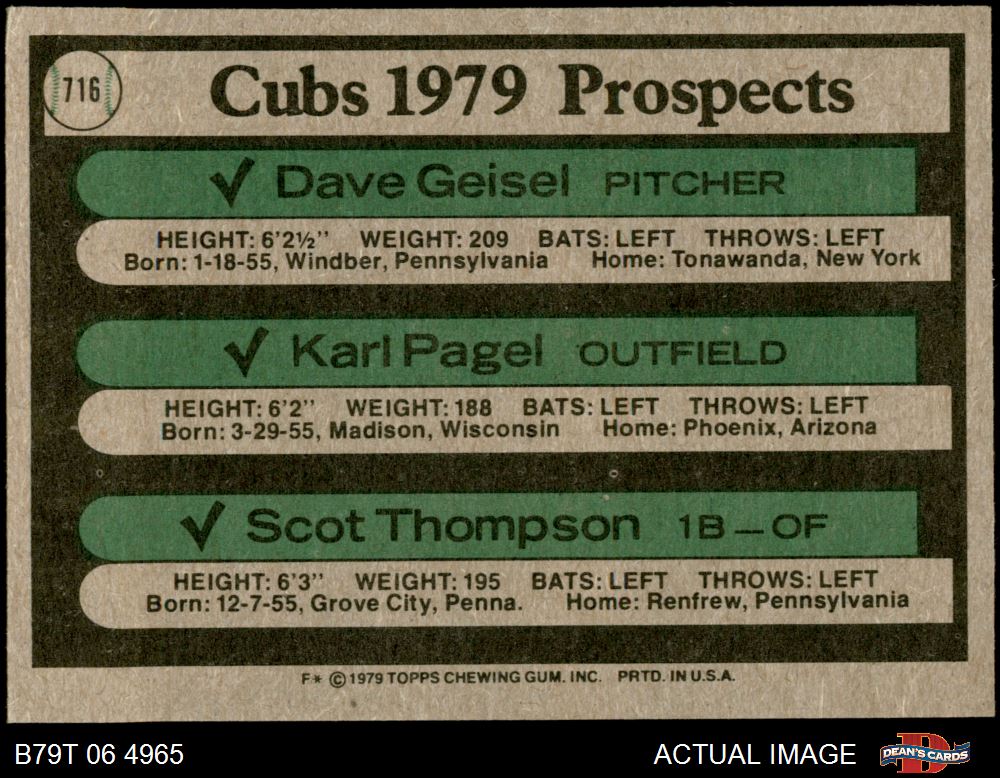 716
Cubs 1979 Prospects
✓ Dave Geisel PITCHER
HEIGHT: 6'2½" WEIGHT: 209 BATS: LEFT THROWS: LEFT
Born: 1-18-55, Windber, Pennsylvania Home: Tonawanda, New York
✓ Karl Pagel OUTFIELD
HEIGHT: 6'2" WEIGHT: 188 BATS: LEFT THROWS: LEFT
Born: 3-29-55, Madison, Wisconsin Home: Phoenix, Arizona
✓ Scot Thompson 1B—OF
HEIGHT: 6'3" WEIGHT: 195 BATS: LEFT THROWS: LEFT
Born: 12-7-55, Grove City, Penna. Home: Renfrew, Pennsylvania
F* © 1979 TOPPS CHEWING GUM. INC. PRTD. IN U.S.A.
B79T 06 4965 ACTUAL IMAGE DEAN'S CARDS